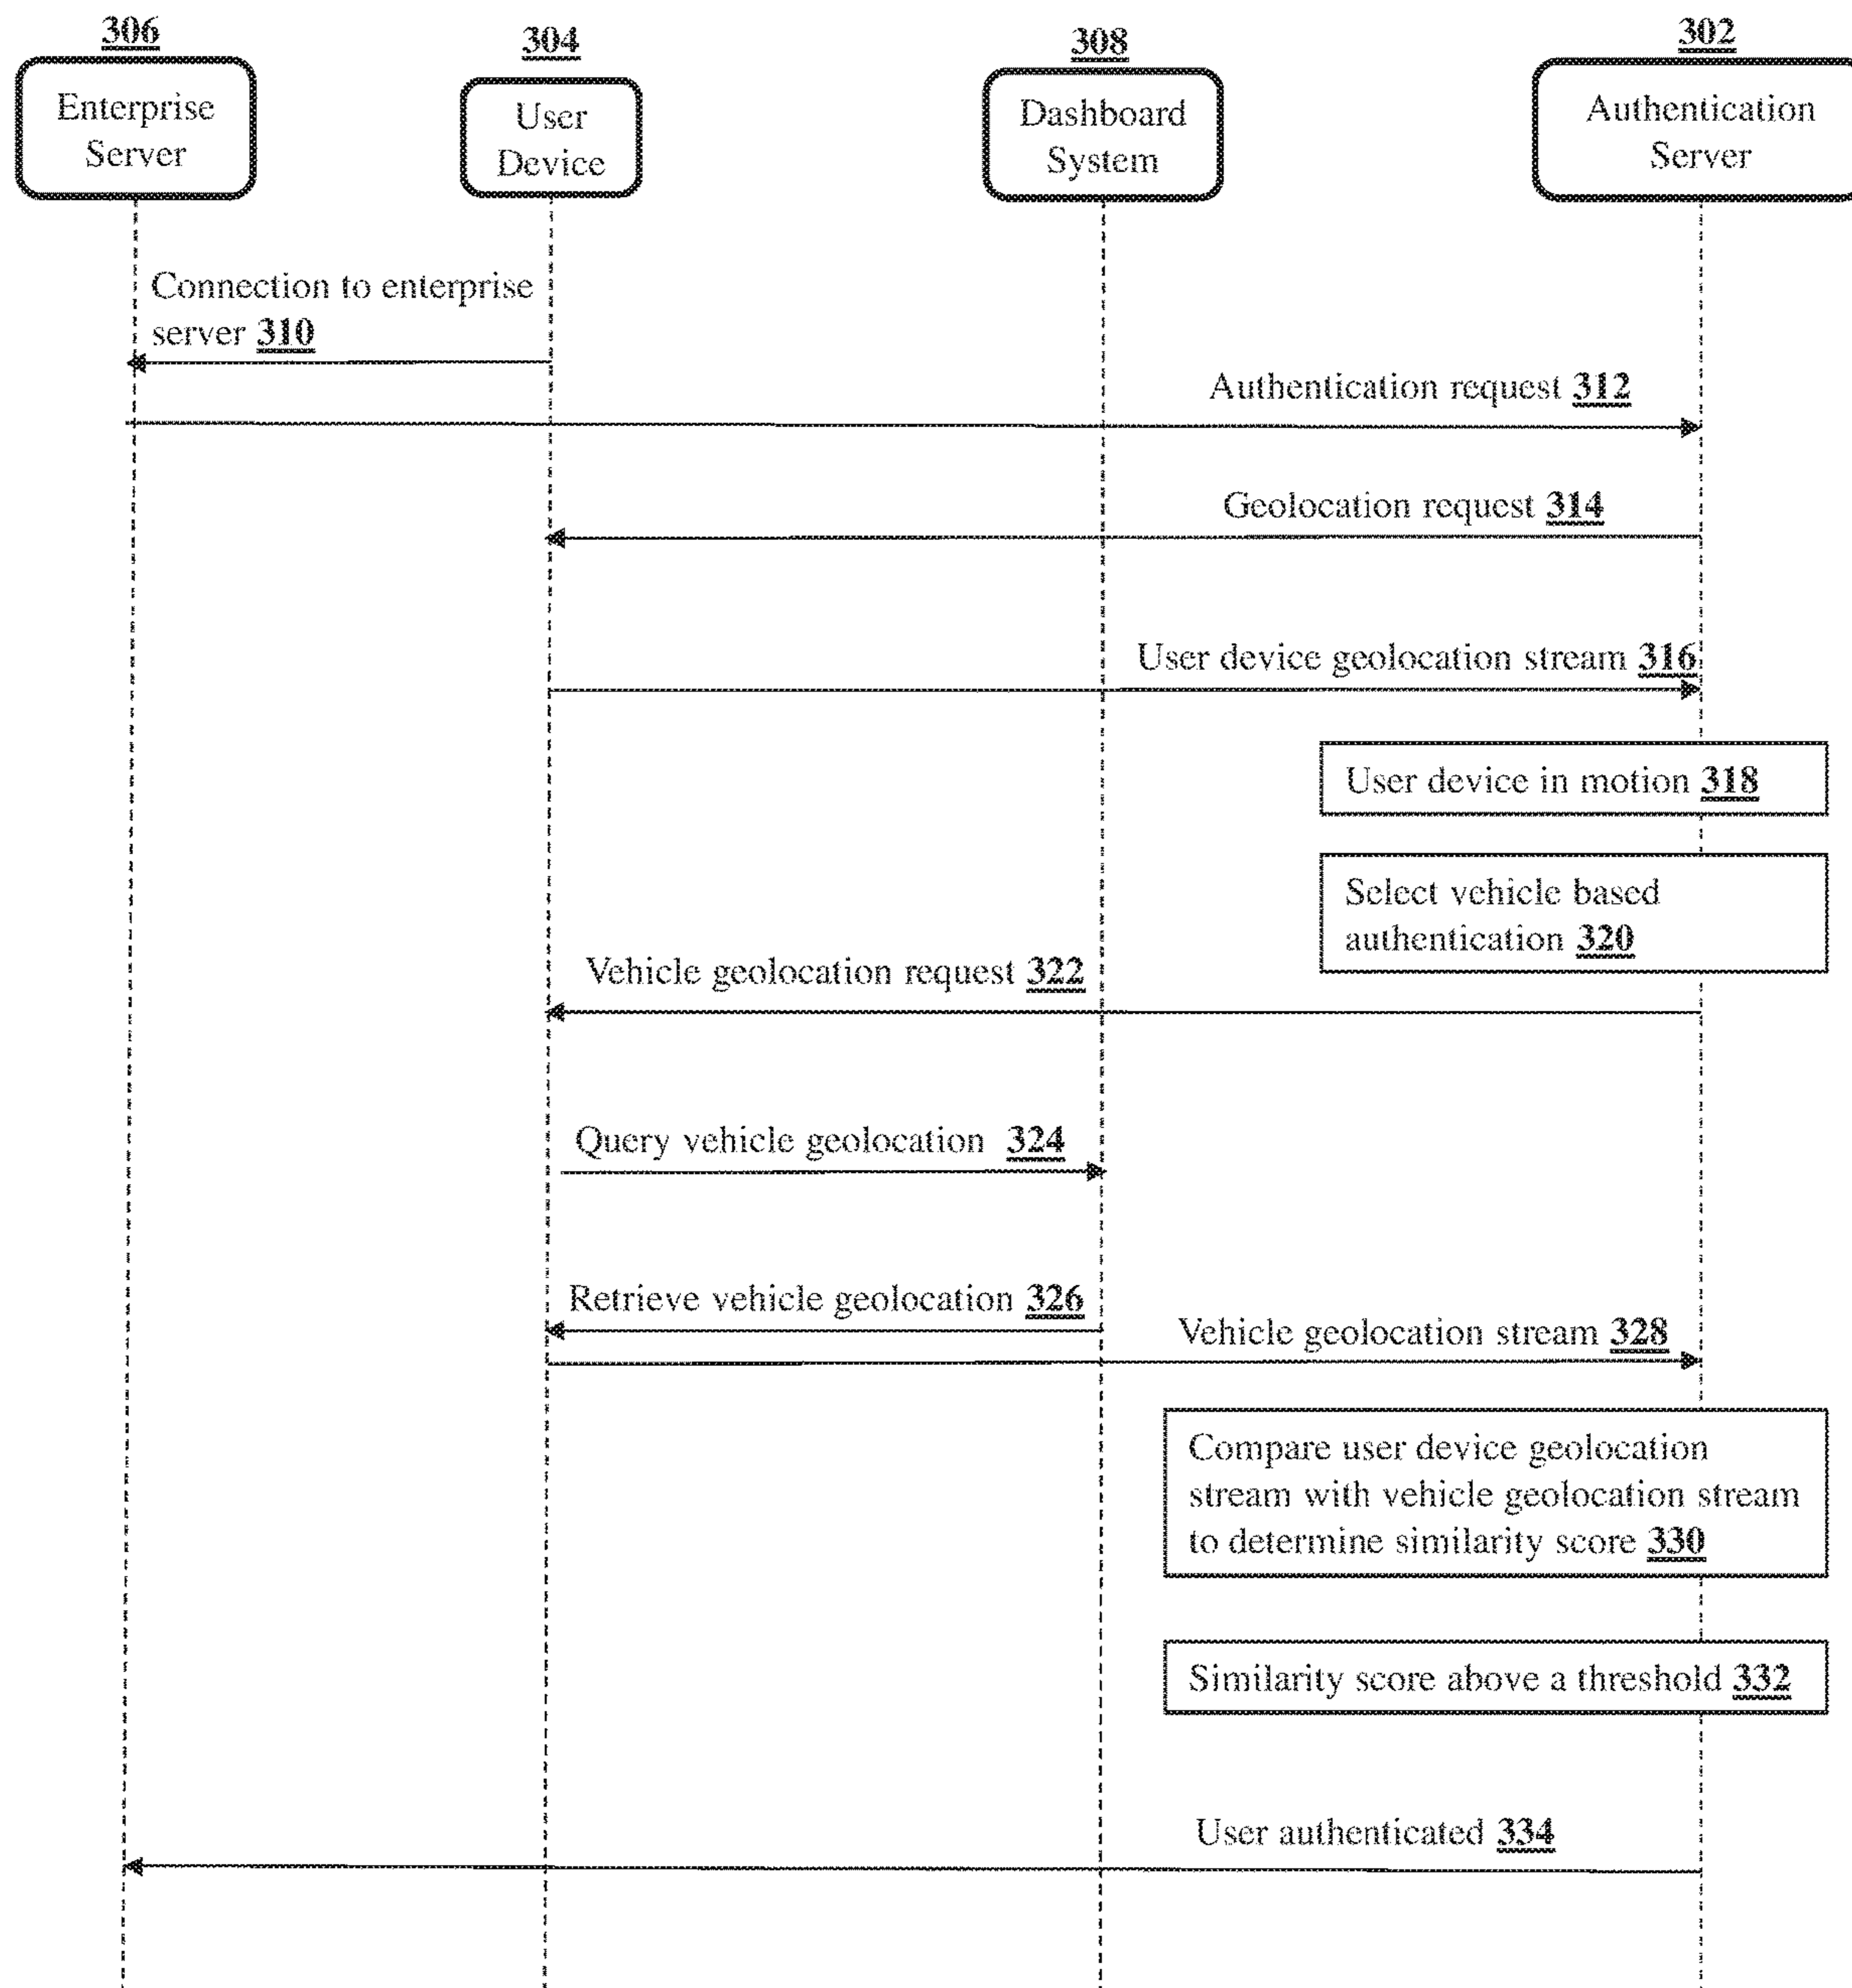 306
304
308
302
Enterprise
Server
User
Device
Dashboard
System
Authentication
Server
Connection to enterprise
server 310
Authentication request 312
Geolocation request 314
User device geolocation stream 316
User device in motion 318
Select vehicle based
authentication 320
Vehicle geolocation request 322
Query vehicle geolocation 324
Retrieve vehicle geolocation 326
Vehicle geolocation stream 328
Compare user device geolocation
stream with vehicle geolocation stream
to determine similarity score 330
Similarity score above a threshold 332
User authenticated 334